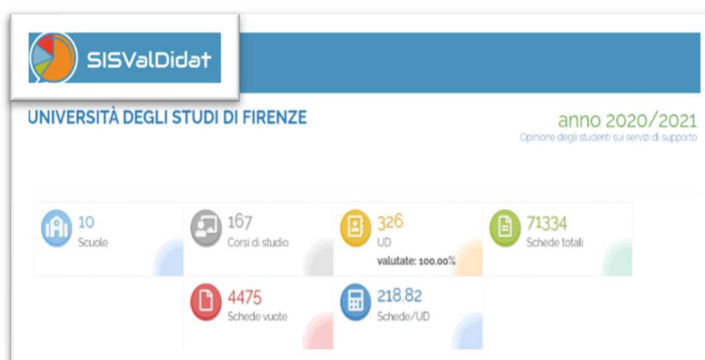 SISValDidat
UNIVERSITÀ DEGLI STUDI DI FIRENZE
anno 2020/2021
Opinione degli studenti sui servizi di supporto
10
Scuole
167
Corsi di studio
326
UD
valutate: 100.00%
71334
Schede totali
4475
Schede vuote
218.82
Schede/UD